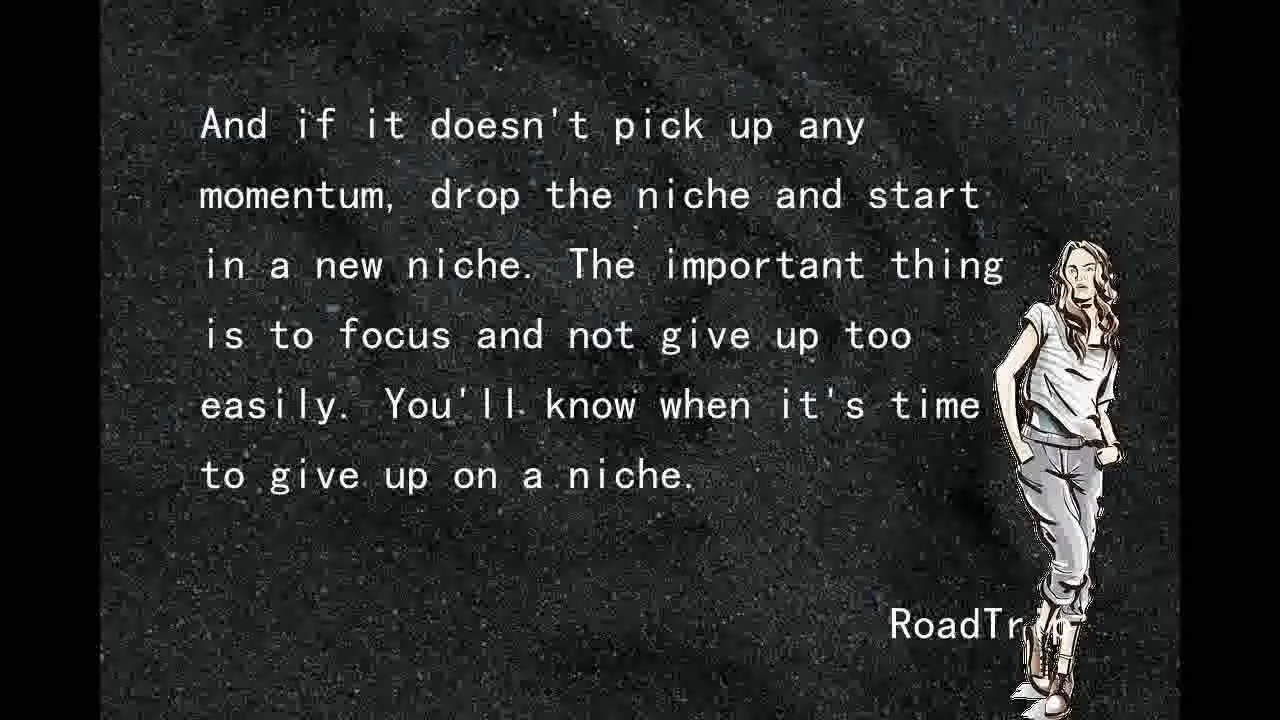 And if it doesn't pick up any
momentum, drop the niche and start
in a new niche. The important thing
is to focus and not give up too
easily. You'll know when it's time
to give up on a niche.
RoadTrip